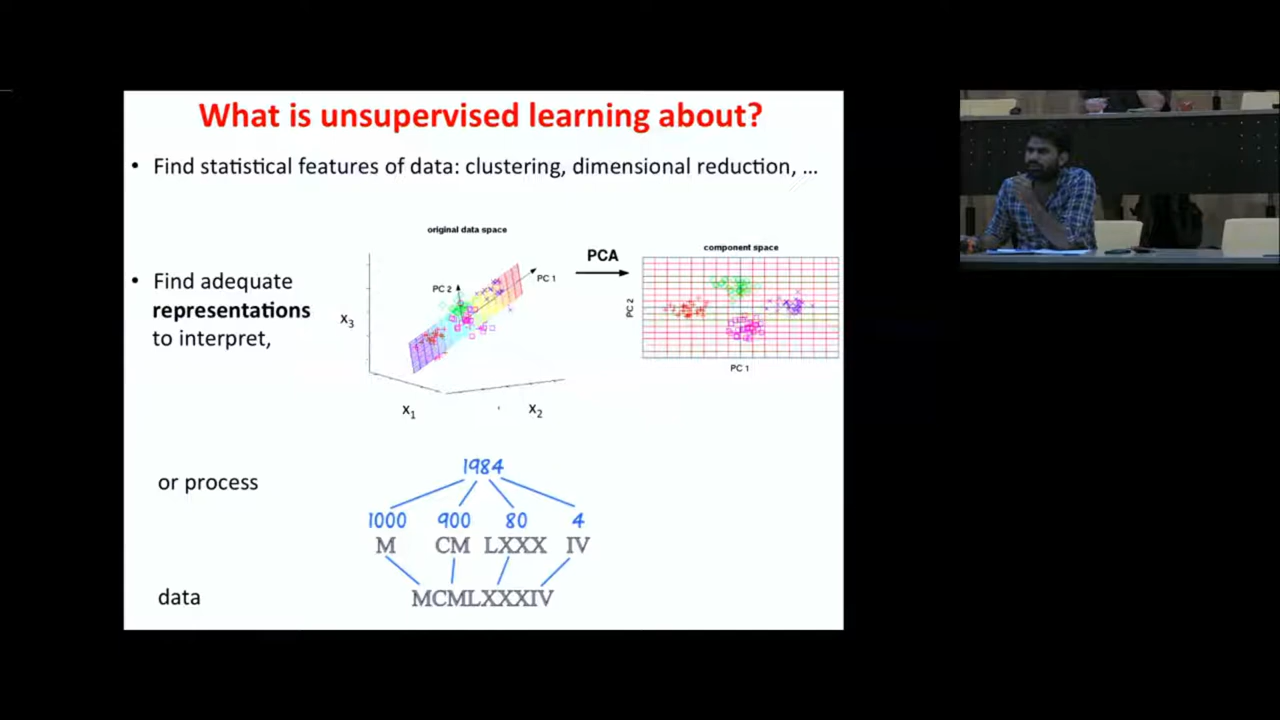 What is unsupervised learning about?
• Find statistical features of data: clustering, dimensional reduction, ...
original data space
PCA
component space
• Find adequate
representations
to interpret,
PC 2
PC 1
x3
x1
x2
PC 2
PC 1
or process
1984
1000 900 80 4
M CM LXXX IV
data
MCMLXXXIV